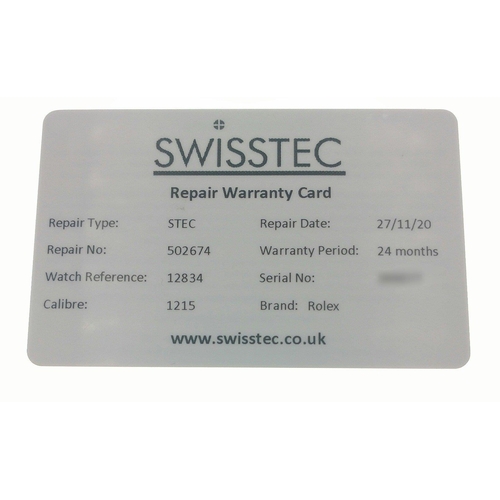 SWISSTEC
Repair Warranty Card
Repair Type: STEC Repair Date: 27/11/20
Repair No: 502674 Warranty Period: 24 months
Watch Reference: 12834 Serial No:
Calibre: 1215 Brand: Rolex
www.swisstec.co.uk